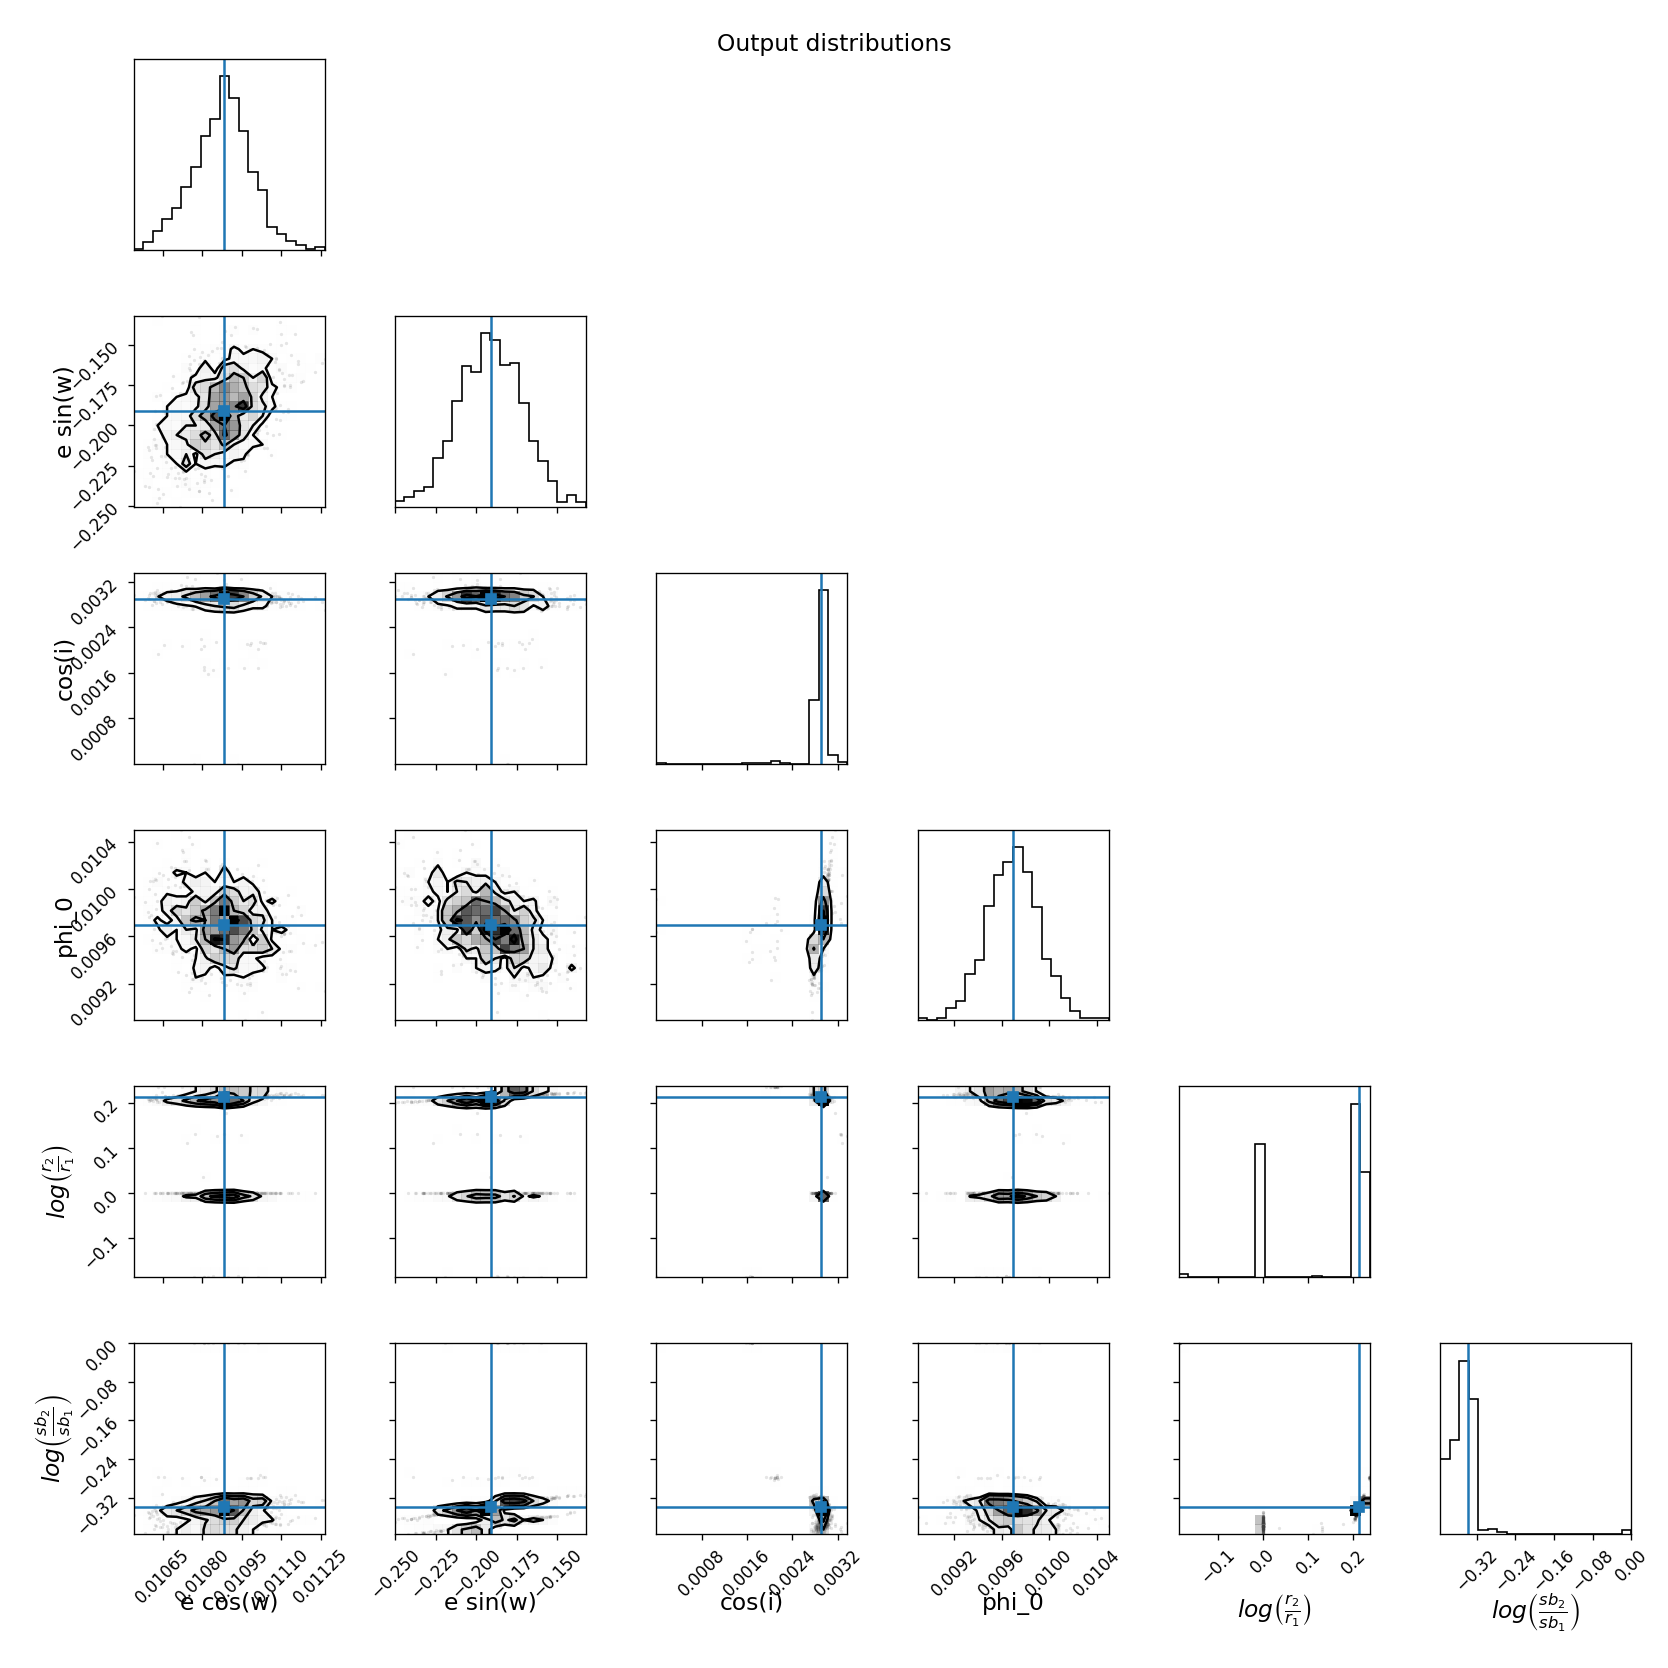 Output distributions
e sin(w)
−0.150
−0.175
−0.200
−0.225
−0.250
cos(i)
0.0032
0.0024
0.0016
0.0008
phi_0
0.0104
0.0100
0.0096
0.0092
log(r₂/r₁)
0.2
0.1
0.0
−0.1
log(sb₂/sb₁)
0.00
−0.08
−0.16
−0.24
−0.32
0.01065 0.01080 0.01095 0.01110 0.01125
−0.250 −0.225 −0.200 −0.175 −0.150
0.0008 0.0016 0.0024 0.0032
0.0092 0.0096 0.0100 0.0104
−0.1 0.0 0.1 0.2
−0.32 −0.24 −0.16 −0.08 0.00
e cos(w) e sin(w) cos(i) phi_0 log(r₂/r₁) log(sb₂/sb₁)